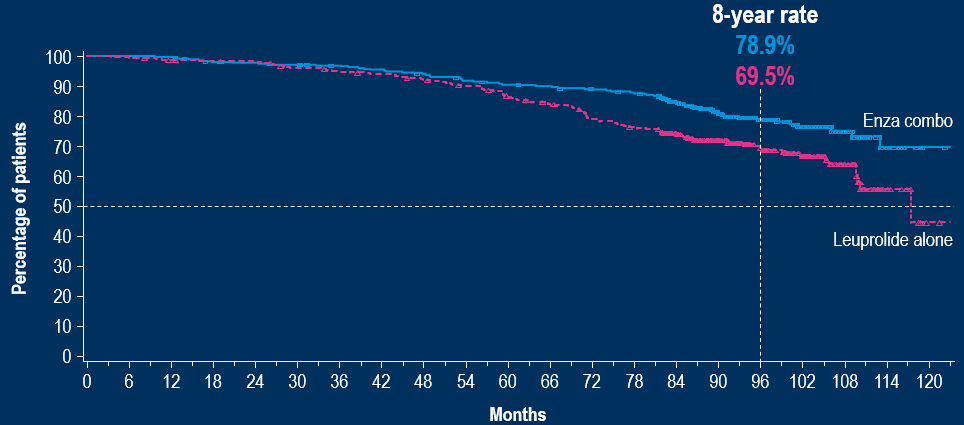 8-year rate
78.9%
69.5%
100
90
80
70
60
50
40
30
20
10
0
Percentage of patients
Enza combo
Leuprolide alone
0 6 12 18 24 30 36 42 48 54 60 66 72 78 84 90 96 102 108 114 120
Months